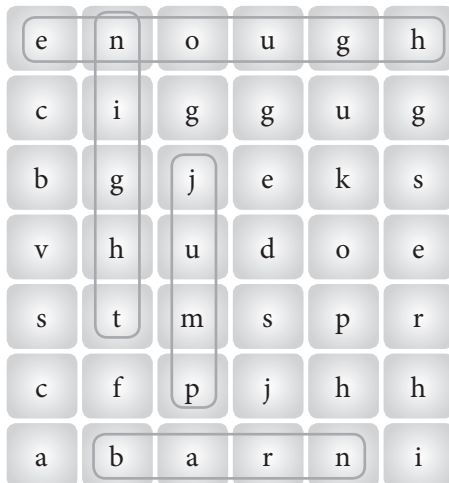 e n o u g h
c i g g u g
b g j e k s
v h u d o e
s t m s p r
c f p j h h
a b a r n i